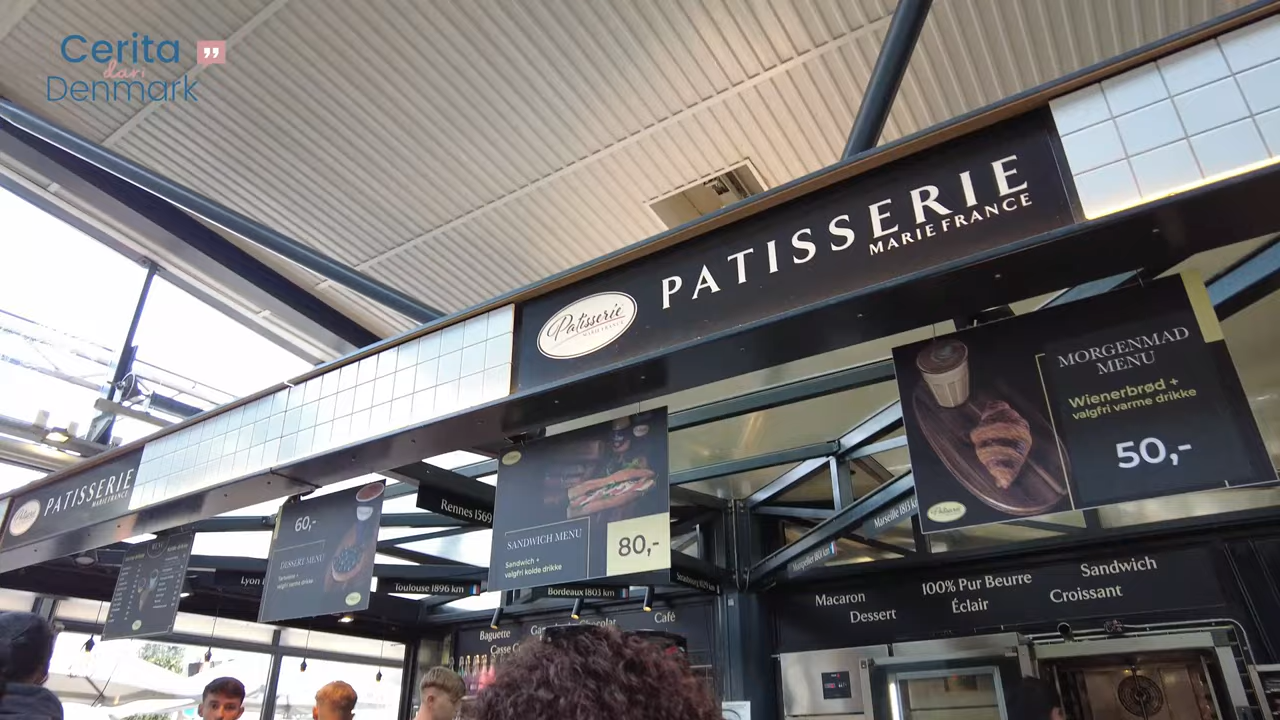 Cerita
dari
Denmark
PATISSERIE
MARIE FRANCE
Patisserie
MARIE FRANCE
MORGENMAD
MENU
Wienerbrød +
valgfri varme drikke
50,-
PATISSERIE
MARIE FRANCE
60,-
DESSERT MENU
Rennes 1569
SANDWICH MENU
Sandwich +
valgfri kolde drikke
80,-
Lyon
Toulouse 1896 km
Bordeaux 1803 km
Macaron
100% Pur Beurre
Sandwich
Dessert
Éclair
Croissant
Baguette
Café